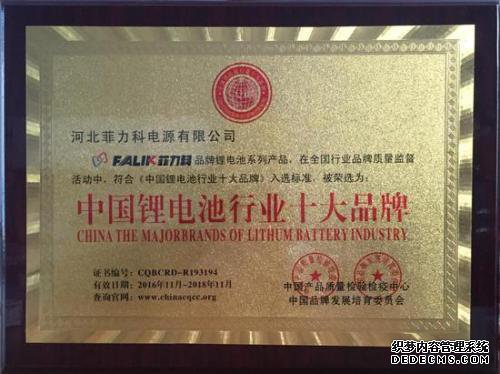 河北菲力科电源有限公司
FALIK菲力科 品牌锂电池系列产品，在全国行业品牌质量监督
活动中，符合《中国锂电池行业十大品牌》入选标准，被荣选为：
中国锂电池行业十大品牌
CHINA THE MAJORBRANDS OF LITHUM BATTERY INDUSTRY
证书编号：CQBCRD-R193194
有效日期：2016年11月-2018年11月
查询官网：www.chinacqcc.org
中国产品质量检验检疫中心
中国品牌发展培育委员会
织梦内容管理系统
DEDECMS.COM